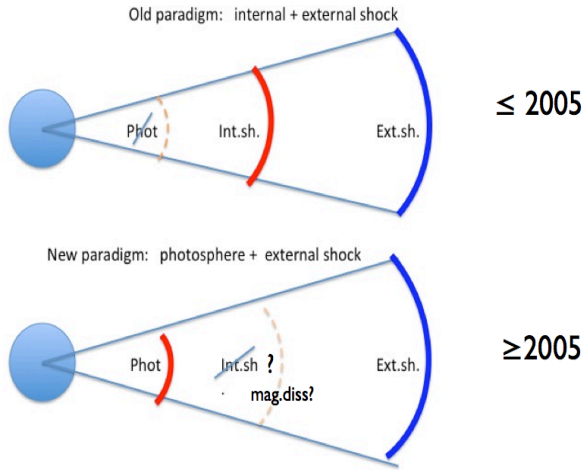 Old paradigm: internal + external shock
≤ 2005
Phot Int.sh. Ext.sh.
New paradigm: photosphere + external shock
≥2005
Phot Int.sh ? Ext.sh.
mag.diss?